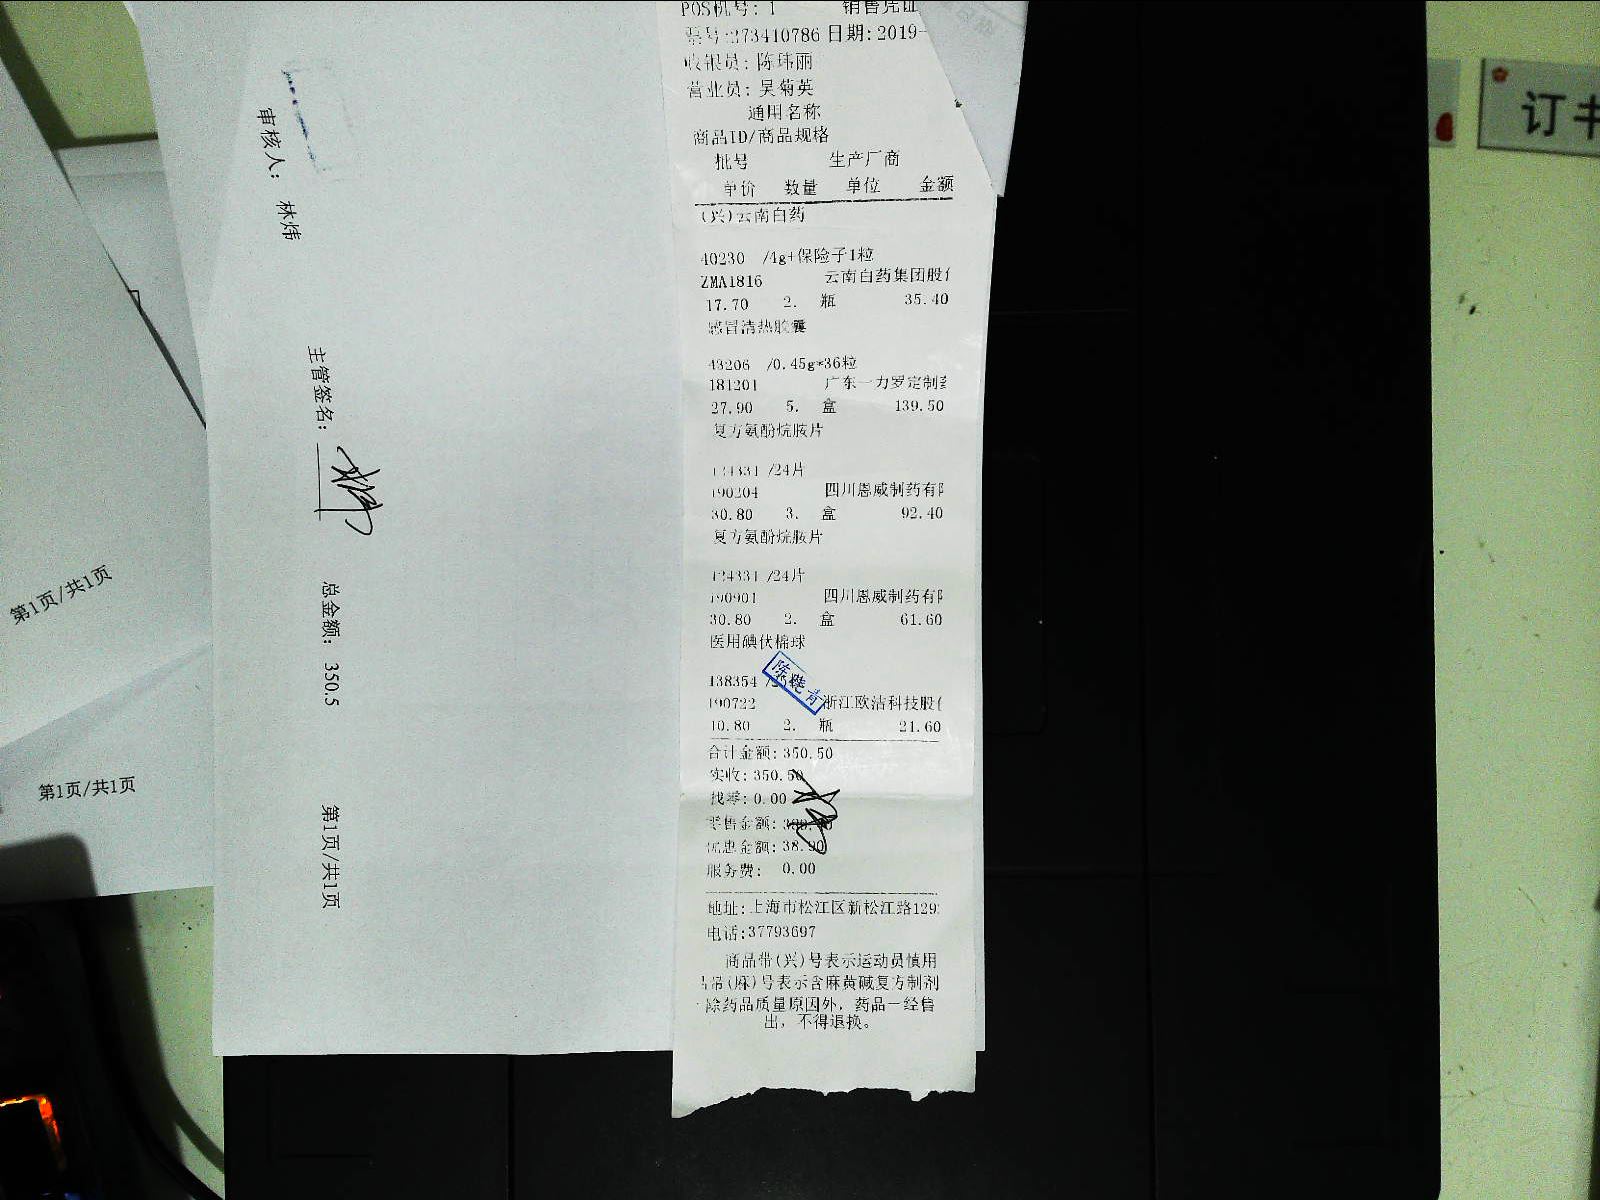 POS机号: 1 销售凭证
票号:273410786 日期: 2019-
收银员: 陈玮丽
营业员: 吴菊英
通用名称
商品ID/商品规格
批号 生产厂商
单价 数量 单位 金额
(兴)云南白药
40230 /4g+保险子1粒
ZMA1816 云南白药集团股
17.70 2. 瓶 35.40
感冒清热胶囊
43206 /0.45g*36粒
181201 广东一力罗定制
27.90 5. 盒 139.50
复方氨酚烷胺片
124331 /24片
190204 四川恩威制药有
30.80 3. 盒 92.40
复方氨酚烷胺片
124331 /24片
190901 四川恩威制药有
30.80 2. 盒 61.60
医用碘伏棉球
138354
陈晓青
190722 浙江欧洁科技股
10.80 2. 瓶 21.60
合计金额: 350.50
实收: 350.50
找零: 0.00
零售金额:
优惠金额: 38.90
服务费: 0.00
地址: 上海市松江区新松江路129
电话:37793697
商品带(兴)号表示运动员慎用
品带(麻)号表示含麻黄碱复方制剂
除药品质量原因外，药品一经售
出，不得退换。
审核人: 林炜
主管签名:
总金额: 350.5
第1页/共1页
第1页/共1页
第1页/共1页
订书